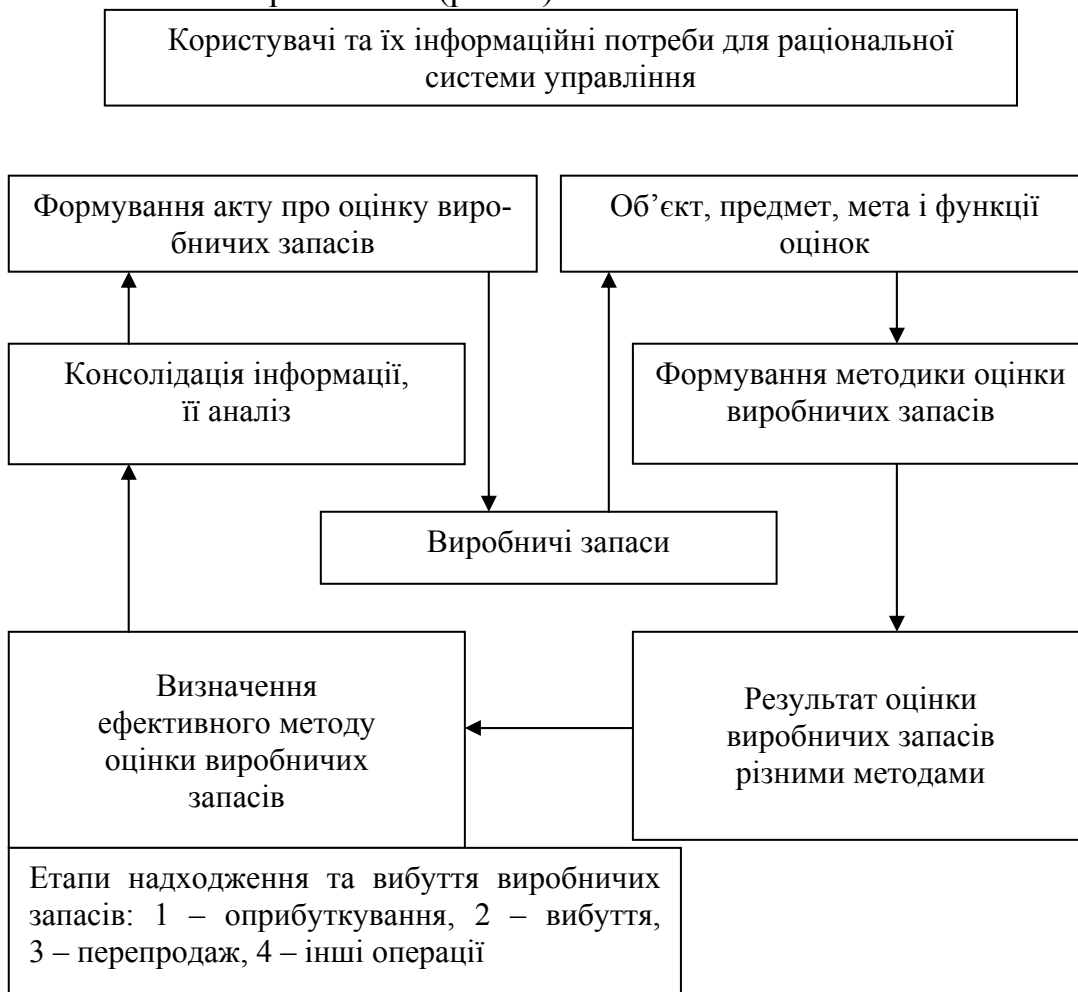 Користувачі та їх інформаційні потреби для раціональної
системи управління
Формування акту про оцінку виро-
бничих запасів
Об’єкт, предмет, мета і функції
оцінок
Консолідація інформації,
її аналіз
Формування методики оцінки
виробничих запасів
Виробничі запаси
Визначення
ефективного методу
оцінки виробничих
запасів
Результат оцінки
виробничих запасів
різними методами
Етапи надходження та вибуття виробничих
запасів: 1 – оприбуткування, 2 – вибуття,
3 – перепродаж, 4 – інші операції